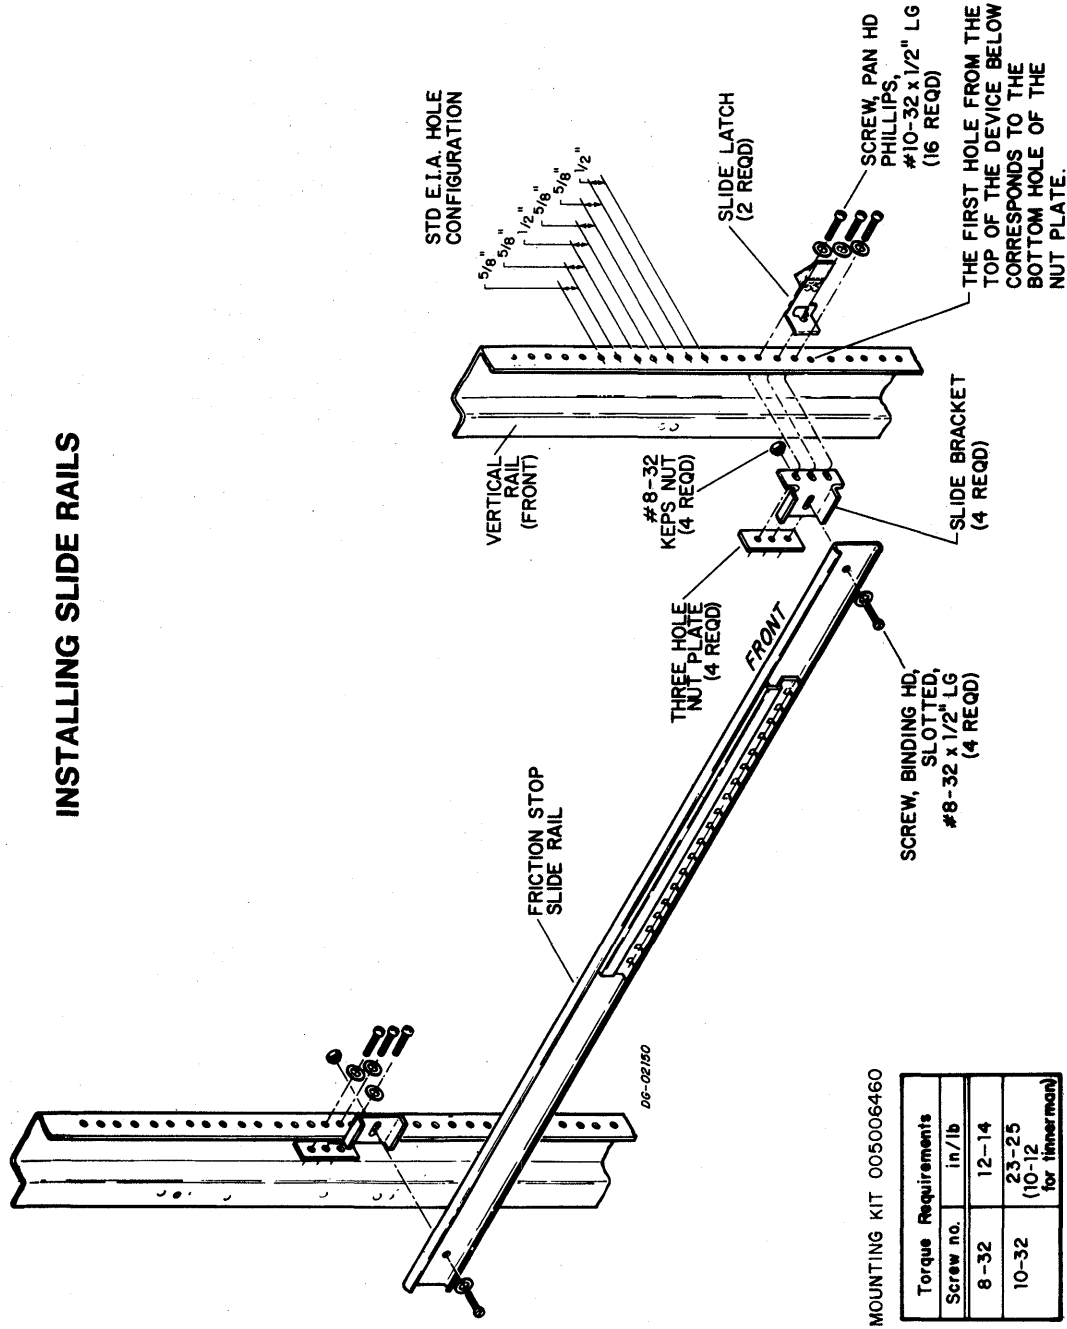 INSTALLING SLIDE RAILS
STD E.I.A. HOLE
CONFIGURATION
5/8"
5/8"
1/2"
5/8"
5/8"
1/2"
VERTICAL
RAIL
(FRONT)
#8-32
KEPS NUT
(4 REQD)
SLIDE LATCH
(2 REQD)
SCREW, PAN HD
PHILLIPS,
#10-32 x 1/2" LG
(16 REQD)
THE FIRST HOLE FROM THE
TOP OF THE DEVICE BELOW
CORRESPONDS TO THE
BOTTOM HOLE OF THE
NUT PLATE.
SLIDE BRACKET
(4 REQD)
THREE HOLE
NUT PLATE
(4 REQD)
FRONT
FRICTION STOP
SLIDE RAIL
SCREW, BINDING HD,
SLOTTED,
#8-32 x 1/2" LG
(4 REQD)
DG-02150
MOUNTING KIT 005006460
Torque Requirements
Screw no. in/lb
8-32 12-14
10-32 23-25
(10-12
for tinnerman)